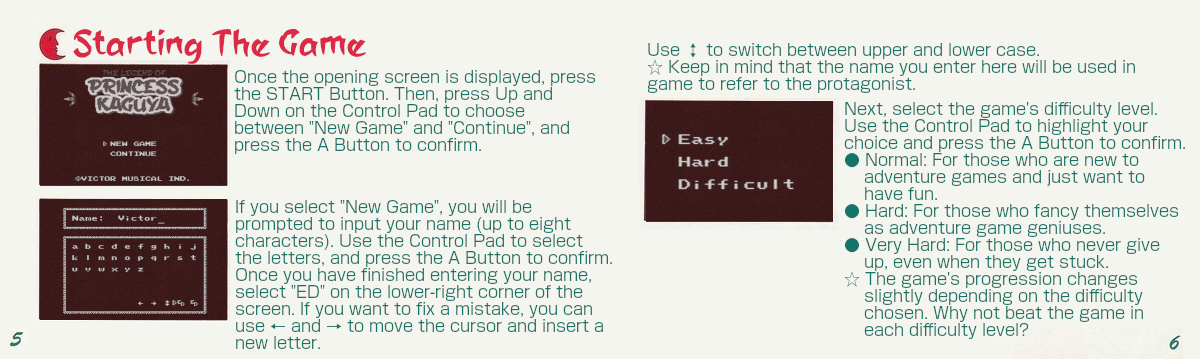 Starting The Game
THE LEGEND OF
PRINCESS
KAGUYA
▷ NEW GAME
CONTINUE
©VICTOR MUSICAL IND.
Once the opening screen is displayed, press
the START Button. Then, press Up and
Down on the Control Pad to choose
between "New Game" and "Continue", and
press the A Button to confirm.
Name: Victor_
a b c d e f g h i j
k l m n o p q r s t
u v w x y z
← → ↕
ED
If you select "New Game", you will be
prompted to input your name (up to eight
characters). Use the Control Pad to select
the letters, and press the A Button to confirm.
Once you have finished entering your name,
select "ED" on the lower-right corner of the
screen. If you want to fix a mistake, you can
use ← and → to move the cursor and insert a
new letter.
5
Use ↕ to switch between upper and lower case.
☆ Keep in mind that the name you enter here will be used in
game to refer to the protagonist.
▷ Easy
Hard
Difficult
Next, select the game's difficulty level.
Use the Control Pad to highlight your
choice and press the A Button to confirm.
● Normal: For those who are new to
adventure games and just want to
have fun.
● Hard: For those who fancy themselves
as adventure game geniuses.
● Very Hard: For those who never give
up, even when they get stuck.
☆ The game's progression changes
slightly depending on the difficulty
chosen. Why not beat the game in
each difficulty level?
6